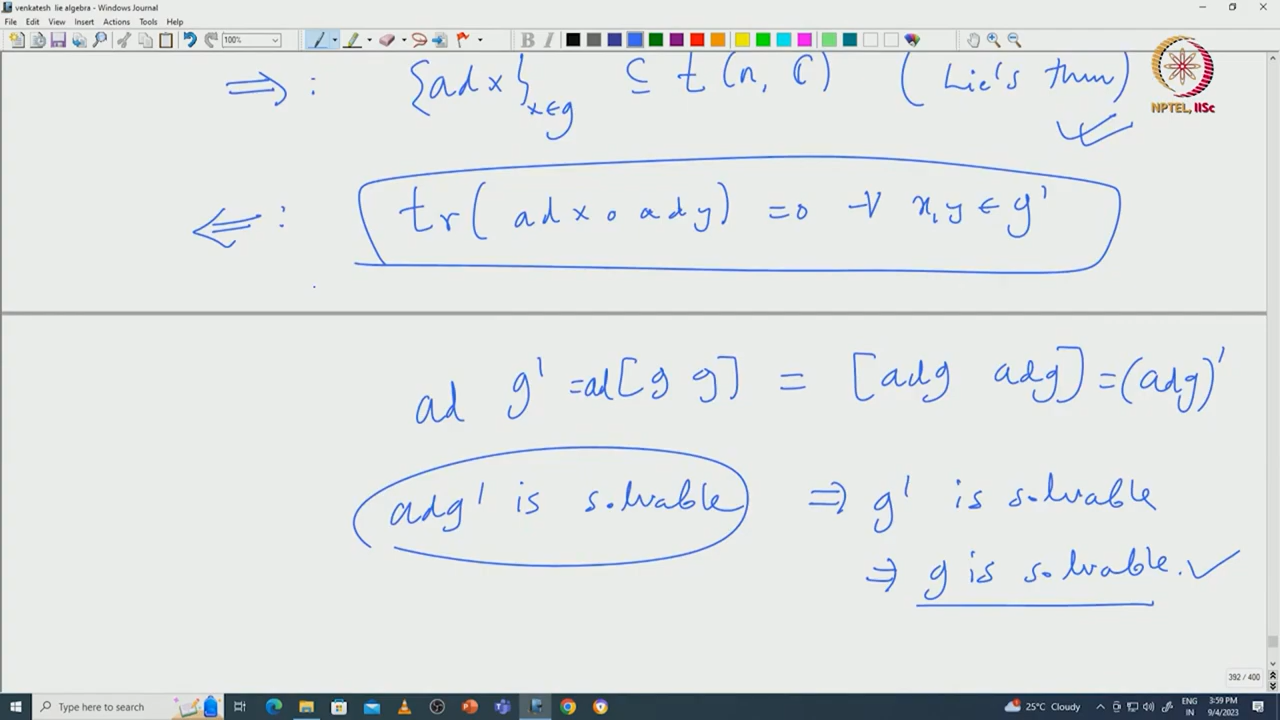 venkatesh lie algebra - Windows Journal
File Edit View Insert Actions Tools Help
100%
B I
⟹ : {ad x}_{x∈g} ⊆ t(n, ℂ) (Lie's thm)
NPTEL, IISc
⟸ : tr(ad x ∘ ad y) = 0 ∀ x, y ∈ g'
ad g' = ad[g g] = [adg adg] = (adg)'
adg' is solvable ⟹ g' is solvable
⟹ g is solvable. ✓
392 / 400
Type here to search
25°C Cloudy
ENG
IN
3:59 PM
9/4/2023